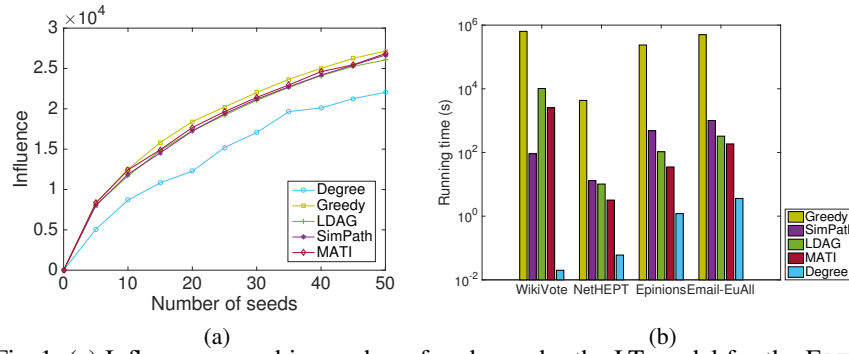 ×10⁴
3
2.5
2
1.5
1
0.5
0
Influence
0 10 20 30 40 50
Number of seeds
Degree
Greedy
LDAG
SimPath
MATI
(a)
10⁶
10⁴
10²
10⁰
10⁻²
Running time (s)
WikiVote NetHEPT Epinions Email-EuAll
Greedy
SimPath
LDAG
MATI
Degree
(b)